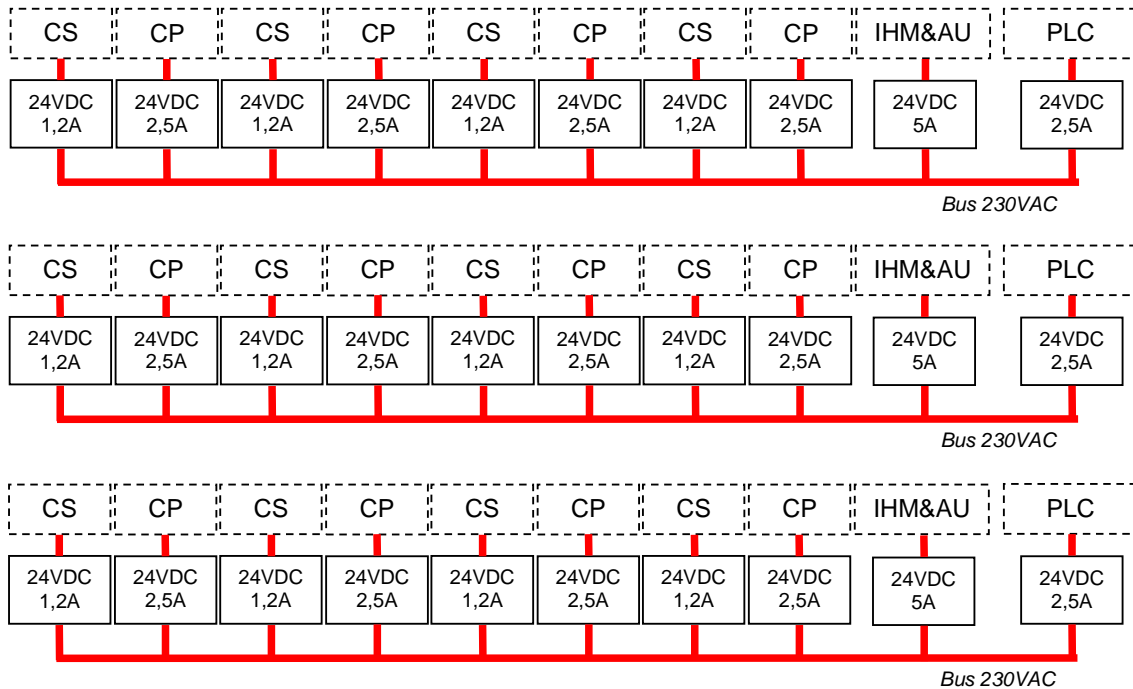 CS CP CS CP CS CP CS CP IHM&AU PLC
24VDC 24VDC 24VDC 24VDC 24VDC 24VDC 24VDC 24VDC 24VDC 24VDC
1,2A 2,5A 1,2A 2,5A 1,2A 2,5A 1,2A 2,5A 5A 2,5A
Bus 230VAC
CS CP CS CP CS CP CS CP IHM&AU PLC
24VDC 24VDC 24VDC 24VDC 24VDC 24VDC 24VDC 24VDC 24VDC 24VDC
1,2A 2,5A 1,2A 2,5A 1,2A 2,5A 1,2A 2,5A 5A 2,5A
Bus 230VAC
CS CP CS CP CS CP CS CP IHM&AU PLC
24VDC 24VDC 24VDC 24VDC 24VDC 24VDC 24VDC 24VDC 24VDC 24VDC
1,2A 2,5A 1,2A 2,5A 1,2A 2,5A 1,2A 2,5A 5A 2,5A
Bus 230VAC